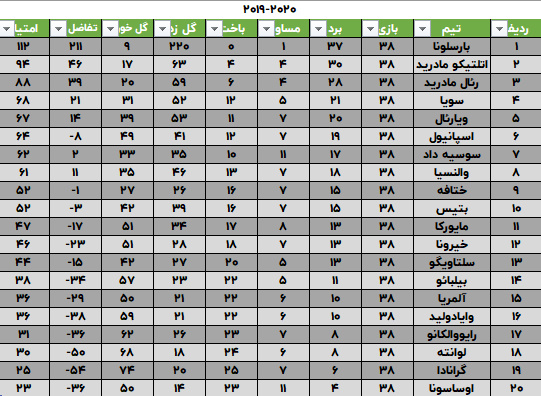 ۲۰۱۹-۲۰۲۰
ردیف تیم بازی برد مساو باخت گل زد گل خور تفاضل امتیا
۱ بارسلونا ۳۸ ۳۷ ۱ ۰ ۲۲۰ ۹ ۲۱۱ ۱۱۲
۲ اتلتیکو مادرید ۳۸ ۳۰ ۴ ۴ ۶۳ ۱۷ ۴۶ ۹۴
۳ رئال مادرید ۳۸ ۲۸ ۴ ۶ ۵۹ ۲۰ ۳۹ ۸۸
۴ سویا ۳۸ ۲۱ ۵ ۱۲ ۵۲ ۳۱ ۲۱ ۶۸
۵ ویارئال ۳۸ ۲۰ ۷ ۱۱ ۵۳ ۳۹ ۱۴ ۶۷
۶ اسپانیول ۳۸ ۱۹ ۷ ۱۲ ۴۱ ۴۹ -۸ ۶۴
۷ سوسیه داد ۳۸ ۱۷ ۱۱ ۱۰ ۳۵ ۳۳ ۲ ۶۲
۸ والنسیا ۳۸ ۱۸ ۷ ۱۳ ۴۶ ۳۵ ۱۱ ۶۱
۹ ختافه ۳۸ ۱۵ ۷ ۱۶ ۲۶ ۲۷ -۱ ۵۲
۱۰ بتیس ۳۸ ۱۵ ۷ ۱۶ ۳۹ ۴۲ -۳ ۵۲
۱۱ مایورکا ۳۸ ۱۳ ۸ ۱۷ ۳۴ ۵۱ -۱۷ ۴۷
۱۲ خیرونا ۳۸ ۱۳ ۷ ۱۸ ۲۸ ۵۱ -۲۳ ۴۶
۱۳ سلتاویگو ۳۸ ۱۳ ۵ ۲۰ ۲۷ ۴۲ -۱۵ ۴۴
۱۴ بیلبائو ۳۸ ۱۱ ۵ ۲۲ ۲۳ ۵۷ -۳۴ ۳۸
۱۵ آلمریا ۳۸ ۱۰ ۶ ۲۲ ۲۱ ۵۰ -۲۹ ۳۶
۱۶ وایادولید ۳۸ ۱۰ ۶ ۲۲ ۲۱ ۵۹ -۳۸ ۳۶
۱۷ رایووالکانو ۳۸ ۸ ۷ ۲۳ ۲۶ ۶۲ -۳۶ ۳۱
۱۸ لوانته ۳۸ ۸ ۶ ۲۴ ۱۸ ۶۸ -۵۰ ۳۰
۱۹ گرانادا ۳۸ ۶ ۷ ۲۵ ۲۰ ۷۴ -۵۴ ۲۵
۲۰ اوساسونا ۳۸ ۴ ۱۱ ۲۳ ۱۴ ۵۰ -۳۶ ۲۳